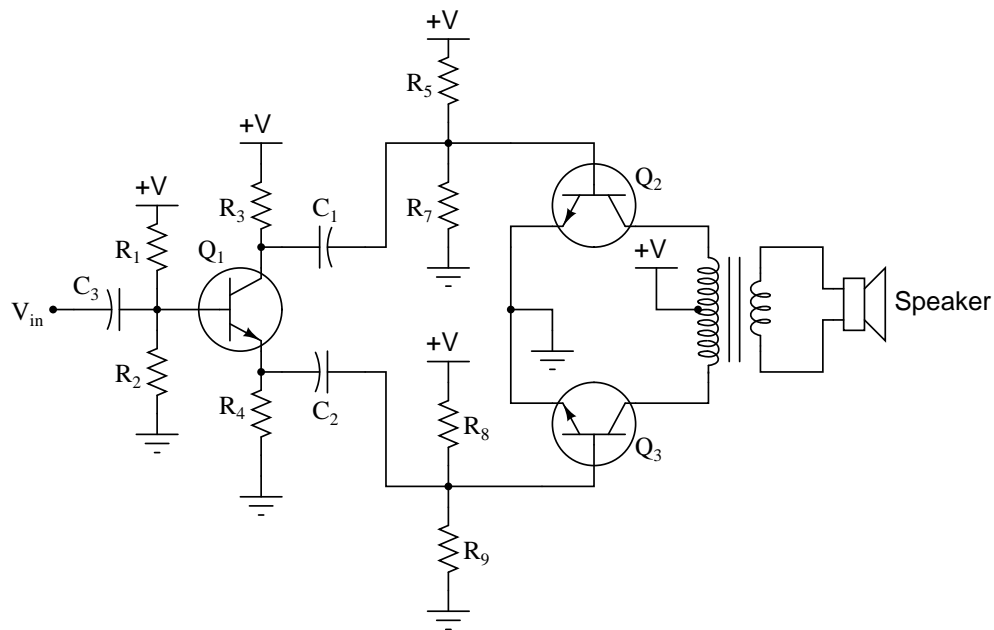 +V
R5
+V
R3
C1
Q2
+V
R7
R1
Q1
+V
C3
Vin
Speaker
+V
R2
C2
R4
R8
Q3
R9